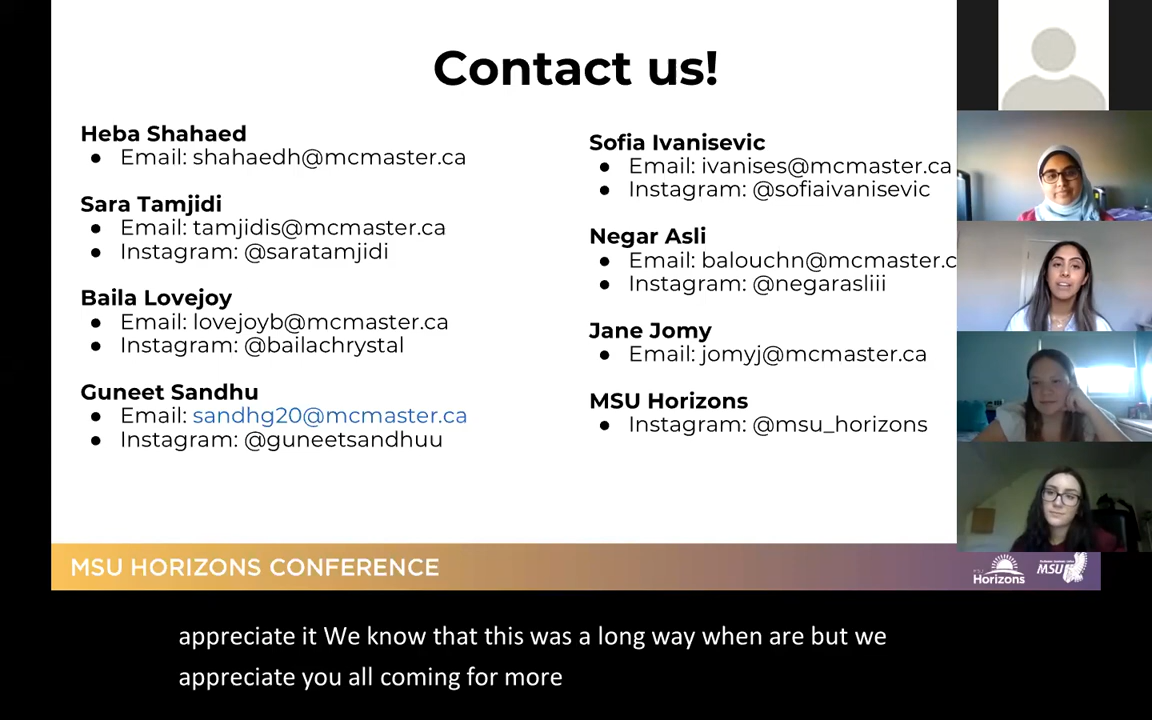 Contact us!
Heba Shahaed
● Email: shahaedh@mcmaster.ca
Sara Tamjidi
● Email: tamjidis@mcmaster.ca
● Instagram: @saratamjidi
Baila Lovejoy
● Email: lovejoyb@mcmaster.ca
● Instagram: @bailachrystal
Guneet Sandhu
● Email: sandhg20@mcmaster.ca
● Instagram: @guneetsandhuu
Sofia Ivanisevic
● Email: ivanises@mcmaster.ca
● Instagram: @sofiaivanisevic
Negar Asli
● Email: balouchn@mcmaster.c
● Instagram: @negarasliii
Jane Jomy
● Email: jomyj@mcmaster.ca
MSU Horizons
● Instagram: @msu_horizons
MSU HORIZONS CONFERENCE
Horizons
MSU
appreciate it We know that this was a long way when are but we
appreciate you all coming for more